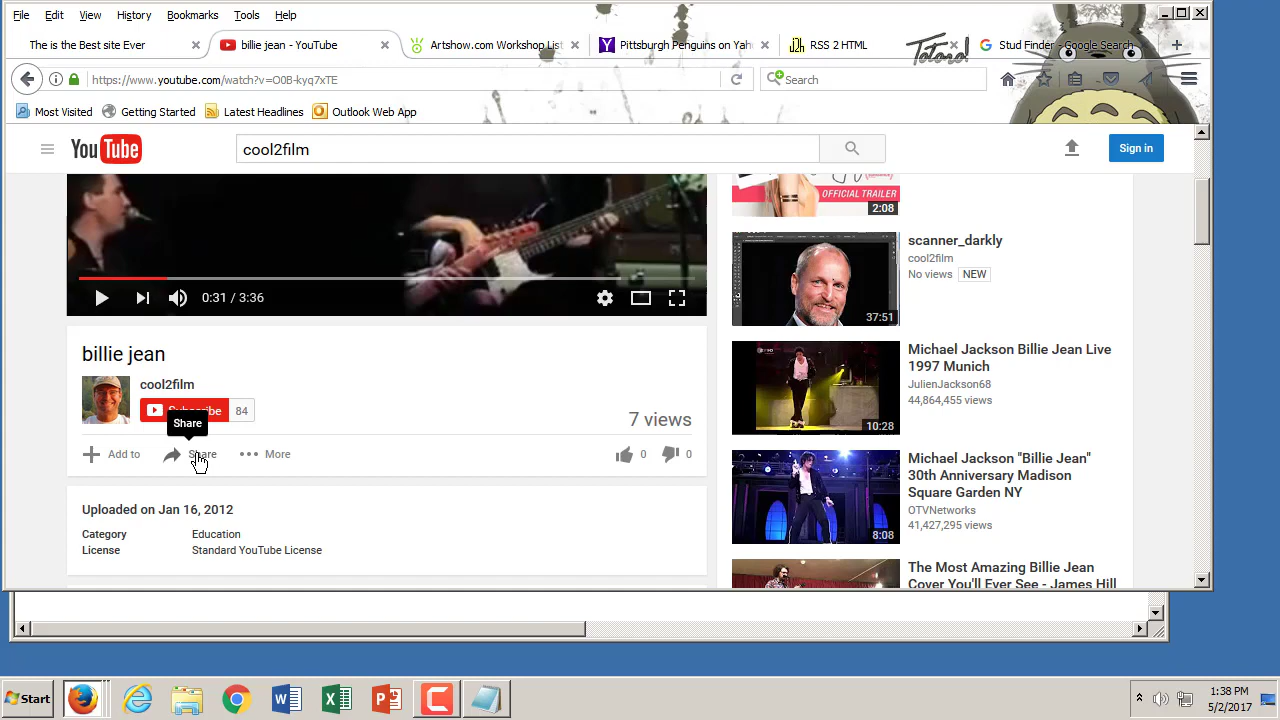 File Edit View History Bookmarks Tools Help
The is the Best site Ever
billie jean - YouTube
Artshow.com Workshop List
Pittsburgh Penguins on Yah
RSS 2 HTML
Totoro!
Stud Finder - Google Search
https://www.youtube.com/watch?v=O0B-kyq7xTE
Search
Most Visited Getting Started Latest Headlines Outlook Web App
YouTube
cool2film
Sign in
OFFICIAL TRAILER
2:08
0:31 / 3:36
scanner_darkly
cool2film
No views NEW
37:51
billie jean
cool2film
Subscribe 84
Share
7 views
Add to Share More
0 0
Michael Jackson Billie Jean Live
1997 Munich
JulienJackson68
44,864,455 views
10:28
Michael Jackson "Billie Jean"
30th Anniversary Madison
Square Garden NY
OTVNetworks
41,427,295 views
8:08
Uploaded on Jan 16, 2012
Category Education
License Standard YouTube License
The Most Amazing Billie Jean
Cover You'll Ever See - James Hill
Start
1:38 PM
5/2/2017